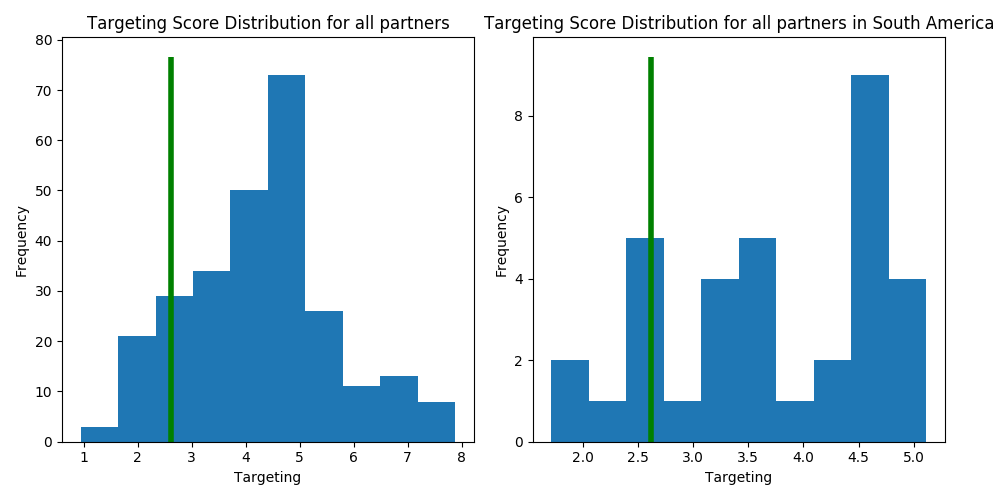 Targeting Score Distribution for all partners
80
70
60
50
40
30
20
10
0
Frequency
1 2 3 4 5 6 7 8
Targeting
Targeting Score Distribution for all partners in South America
8
6
4
2
0
Frequency
2.0 2.5 3.0 3.5 4.0 4.5 5.0
Targeting